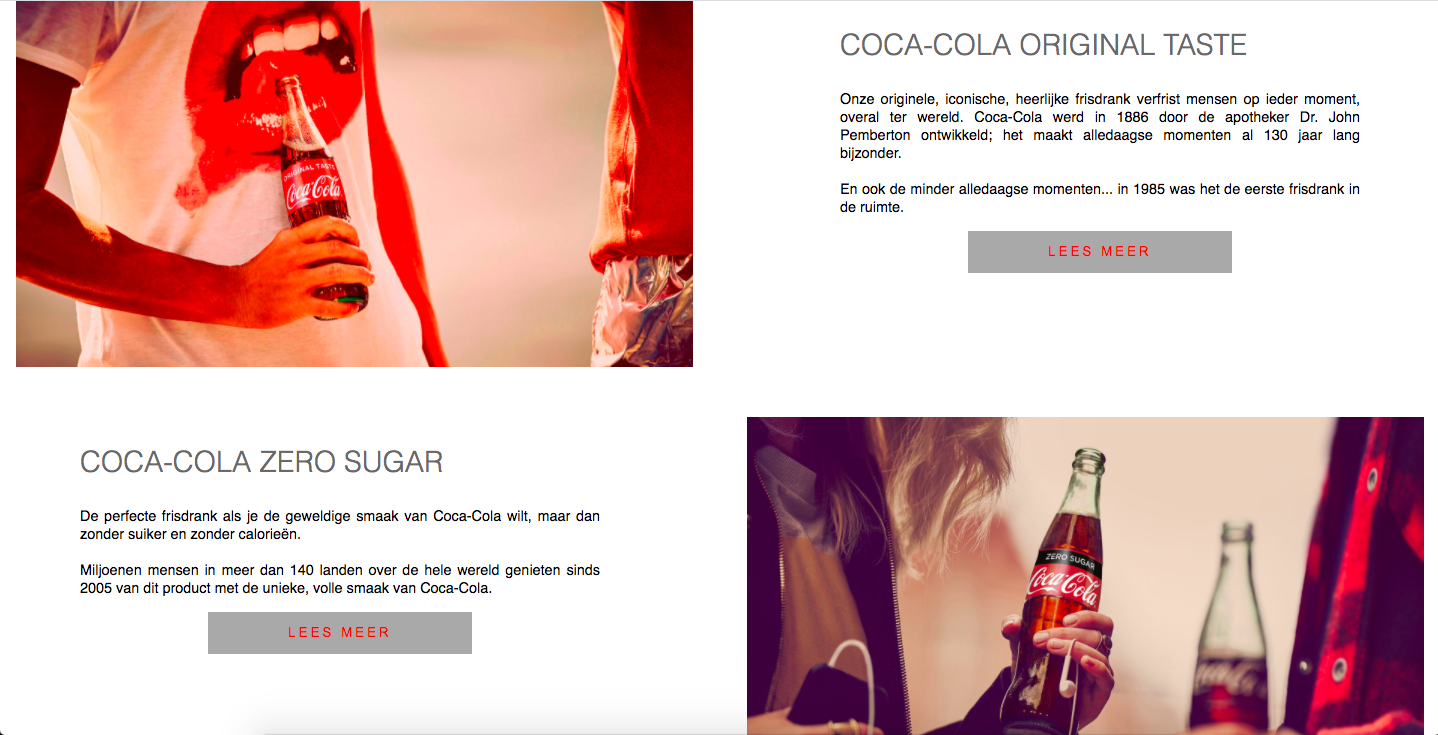 COCA-COLA ORIGINAL TASTE
Onze originele, iconische, heerlijke frisdrank verfrist mensen op ieder moment,
overal ter wereld. Coca-Cola werd in 1886 door de apotheker Dr. John
Pemberton ontwikkeld; het maakt alledaagse momenten al 130 jaar lang
bijzonder.
En ook de minder alledaagse momenten... in 1985 was het de eerste frisdrank in
de ruimte.
LEES MEER
ORIGINAL TASTE
Coca-Cola
COCA-COLA ZERO SUGAR
De perfecte frisdrank als je de geweldige smaak van Coca-Cola wilt, maar dan
zonder suiker en zonder calorieën.
Miljoenen mensen in meer dan 140 landen over de hele wereld genieten sinds
2005 van dit product met de unieke, volle smaak van Coca-Cola.
LEES MEER
ZERO SUGAR
Coca-Cola
Coca-Cola